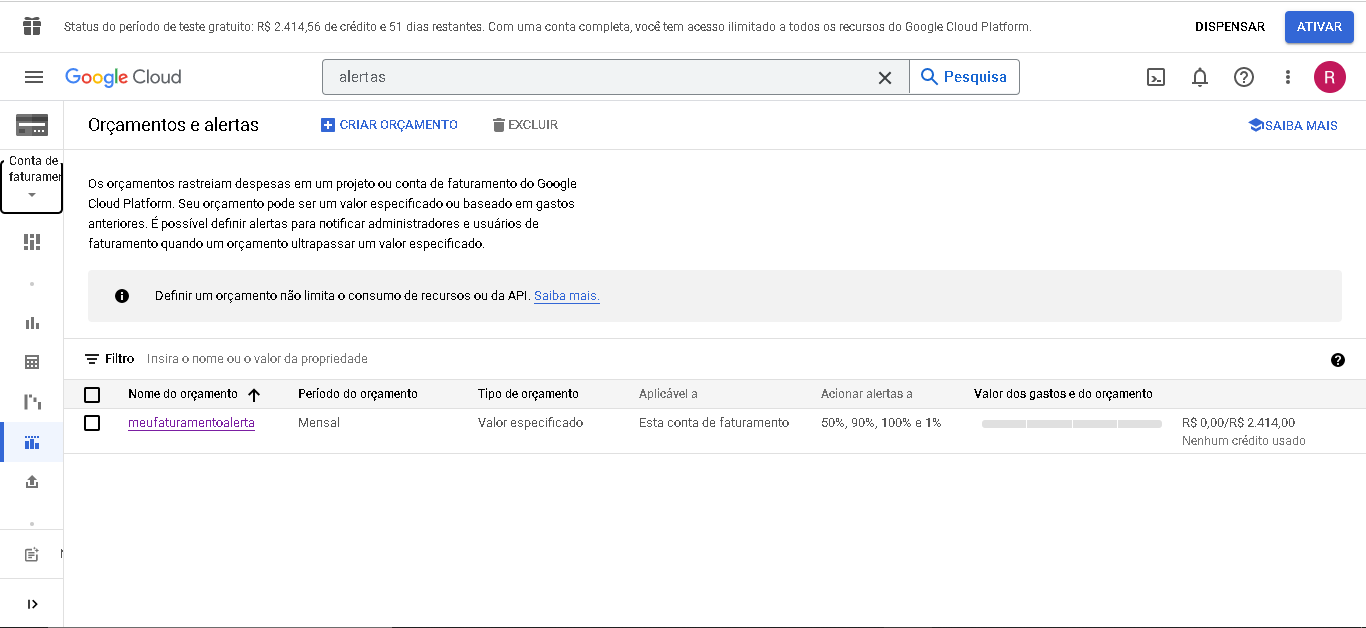 Status do período de teste gratuito: R$ 2.414,56 de crédito e 51 dias restantes. Com uma conta completa, você tem acesso ilimitado a todos os recursos do Google Cloud Platform.
DISPENSAR
ATIVAR
Google Cloud
alertas
Pesquisa
R
Orçamentos e alertas
CRIAR ORÇAMENTO
EXCLUIR
SAIBA MAIS
Conta de
faturamen
Os orçamentos rastreiam despesas em um projeto ou conta de faturamento do Google
Cloud Platform. Seu orçamento pode ser um valor especificado ou baseado em gastos
anteriores. É possível definir alertas para notificar administradores e usuários de
faturamento quando um orçamento ultrapassar um valor especificado.
Definir um orçamento não limita o consumo de recursos ou da API. Saiba mais.
Filtro Insira o nome ou o valor da propriedade
Nome do orçamento Período do orçamento Tipo de orçamento Aplicável a Acionar alertas a Valor dos gastos e do orçamento
meufaturamentoalerta Mensal Valor especificado Esta conta de faturamento 50%, 90%, 100% e 1% R$ 0,00/R$ 2.414,00
Nenhum crédito usado